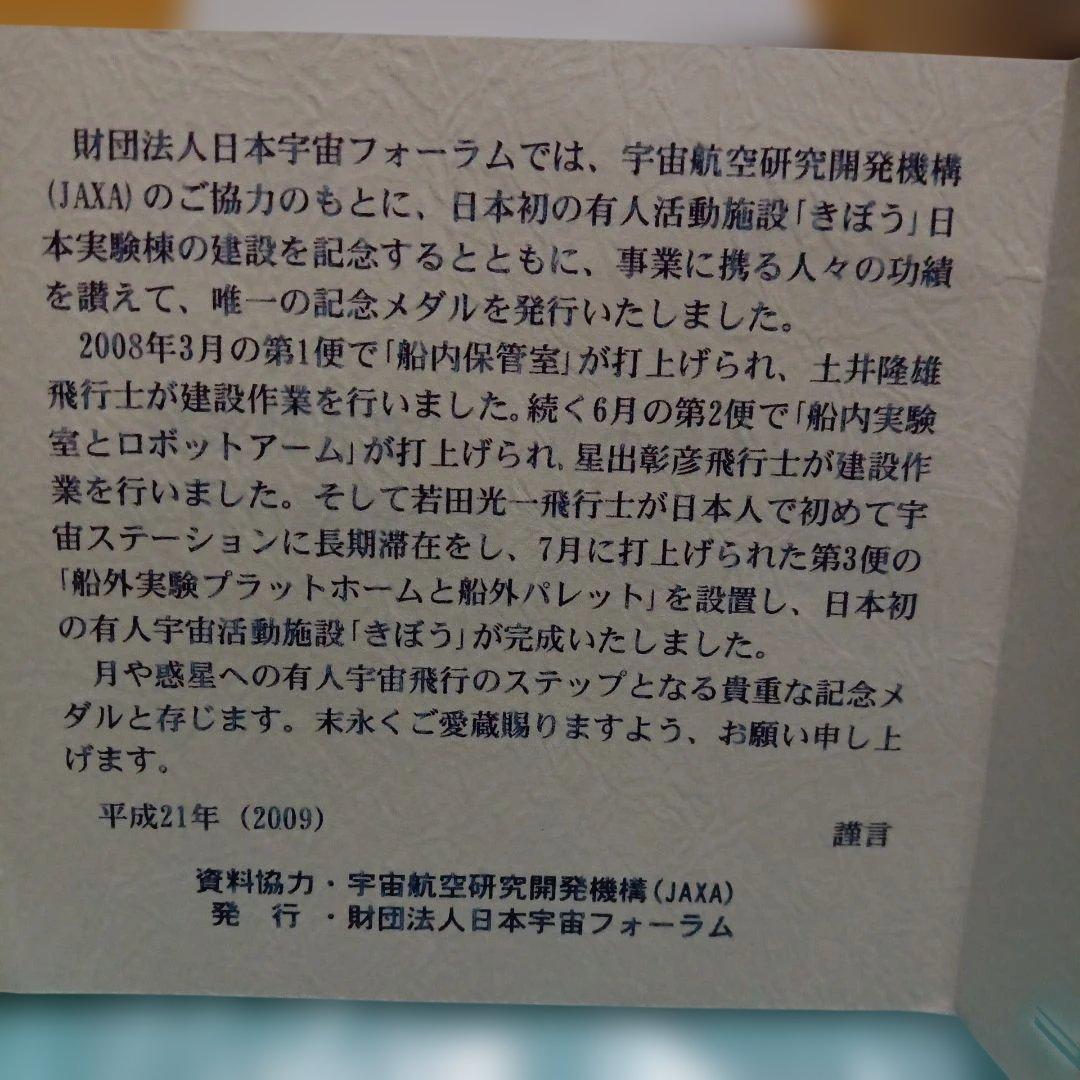 財団法人日本宇宙フォーラムでは、宇宙航空研究開発機構
(JAXA)のご協力のもとに、日本初の有人活動施設「きぼう」日
本実験棟の建設を記念するとともに、事業に携る人々の功績
を讃えて、唯一の記念メダルを発行いたしました。
2008年3月の第1便で「船内保管室」が打上げられ、土井隆雄
飛行士が建設作業を行いました。続く6月の第2便で「船内実験
室とロボットアーム」が打上げられ、星出彰彦飛行士が建設作
業を行いました。そして若田光一飛行士が日本人で初めて宇
宙ステーションに長期滞在をし、7月に打上げられた第3便の
「船外実験プラットホームと船外パレット」を設置し、日本初
の有人宇宙活動施設「きぼう」が完成いたしました。
月や惑星への有人宇宙飛行のステップとなる貴重な記念メ
ダルと存じます。末永くご愛蔵賜りますよう、お願い申し上
げます。
平成21年 (2009)
謹言
資料協力・宇宙航空研究開発機構(JAXA)
発 行・財団法人日本宇宙フォーラム